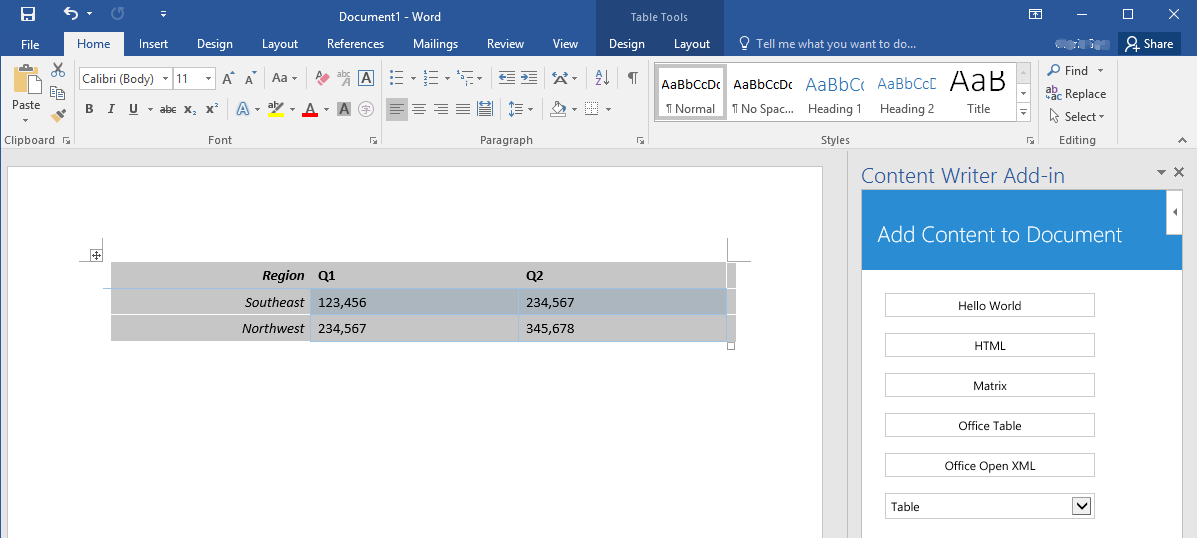 Document1 - Word
Table Tools
File Home Insert Design Layout References Mailings Review View Design Layout Tell me what you want to do... Share
Paste
Calibri (Body) 11 Aa
B I U abc X₂ X²
AaBbCcDc AaBbCcDc AaBbCc AaBbCcD AaB
¶ Normal ¶ No Spac... Heading 1 Heading 2 Title
Find
Replace
Select
Clipboard Font Paragraph Styles Editing
Region Q1 Q2
Southeast 123,456 234,567
Northwest 234,567 345,678
Content Writer Add-in
Add Content to Document
Hello World
HTML
Matrix
Office Table
Office Open XML
Table